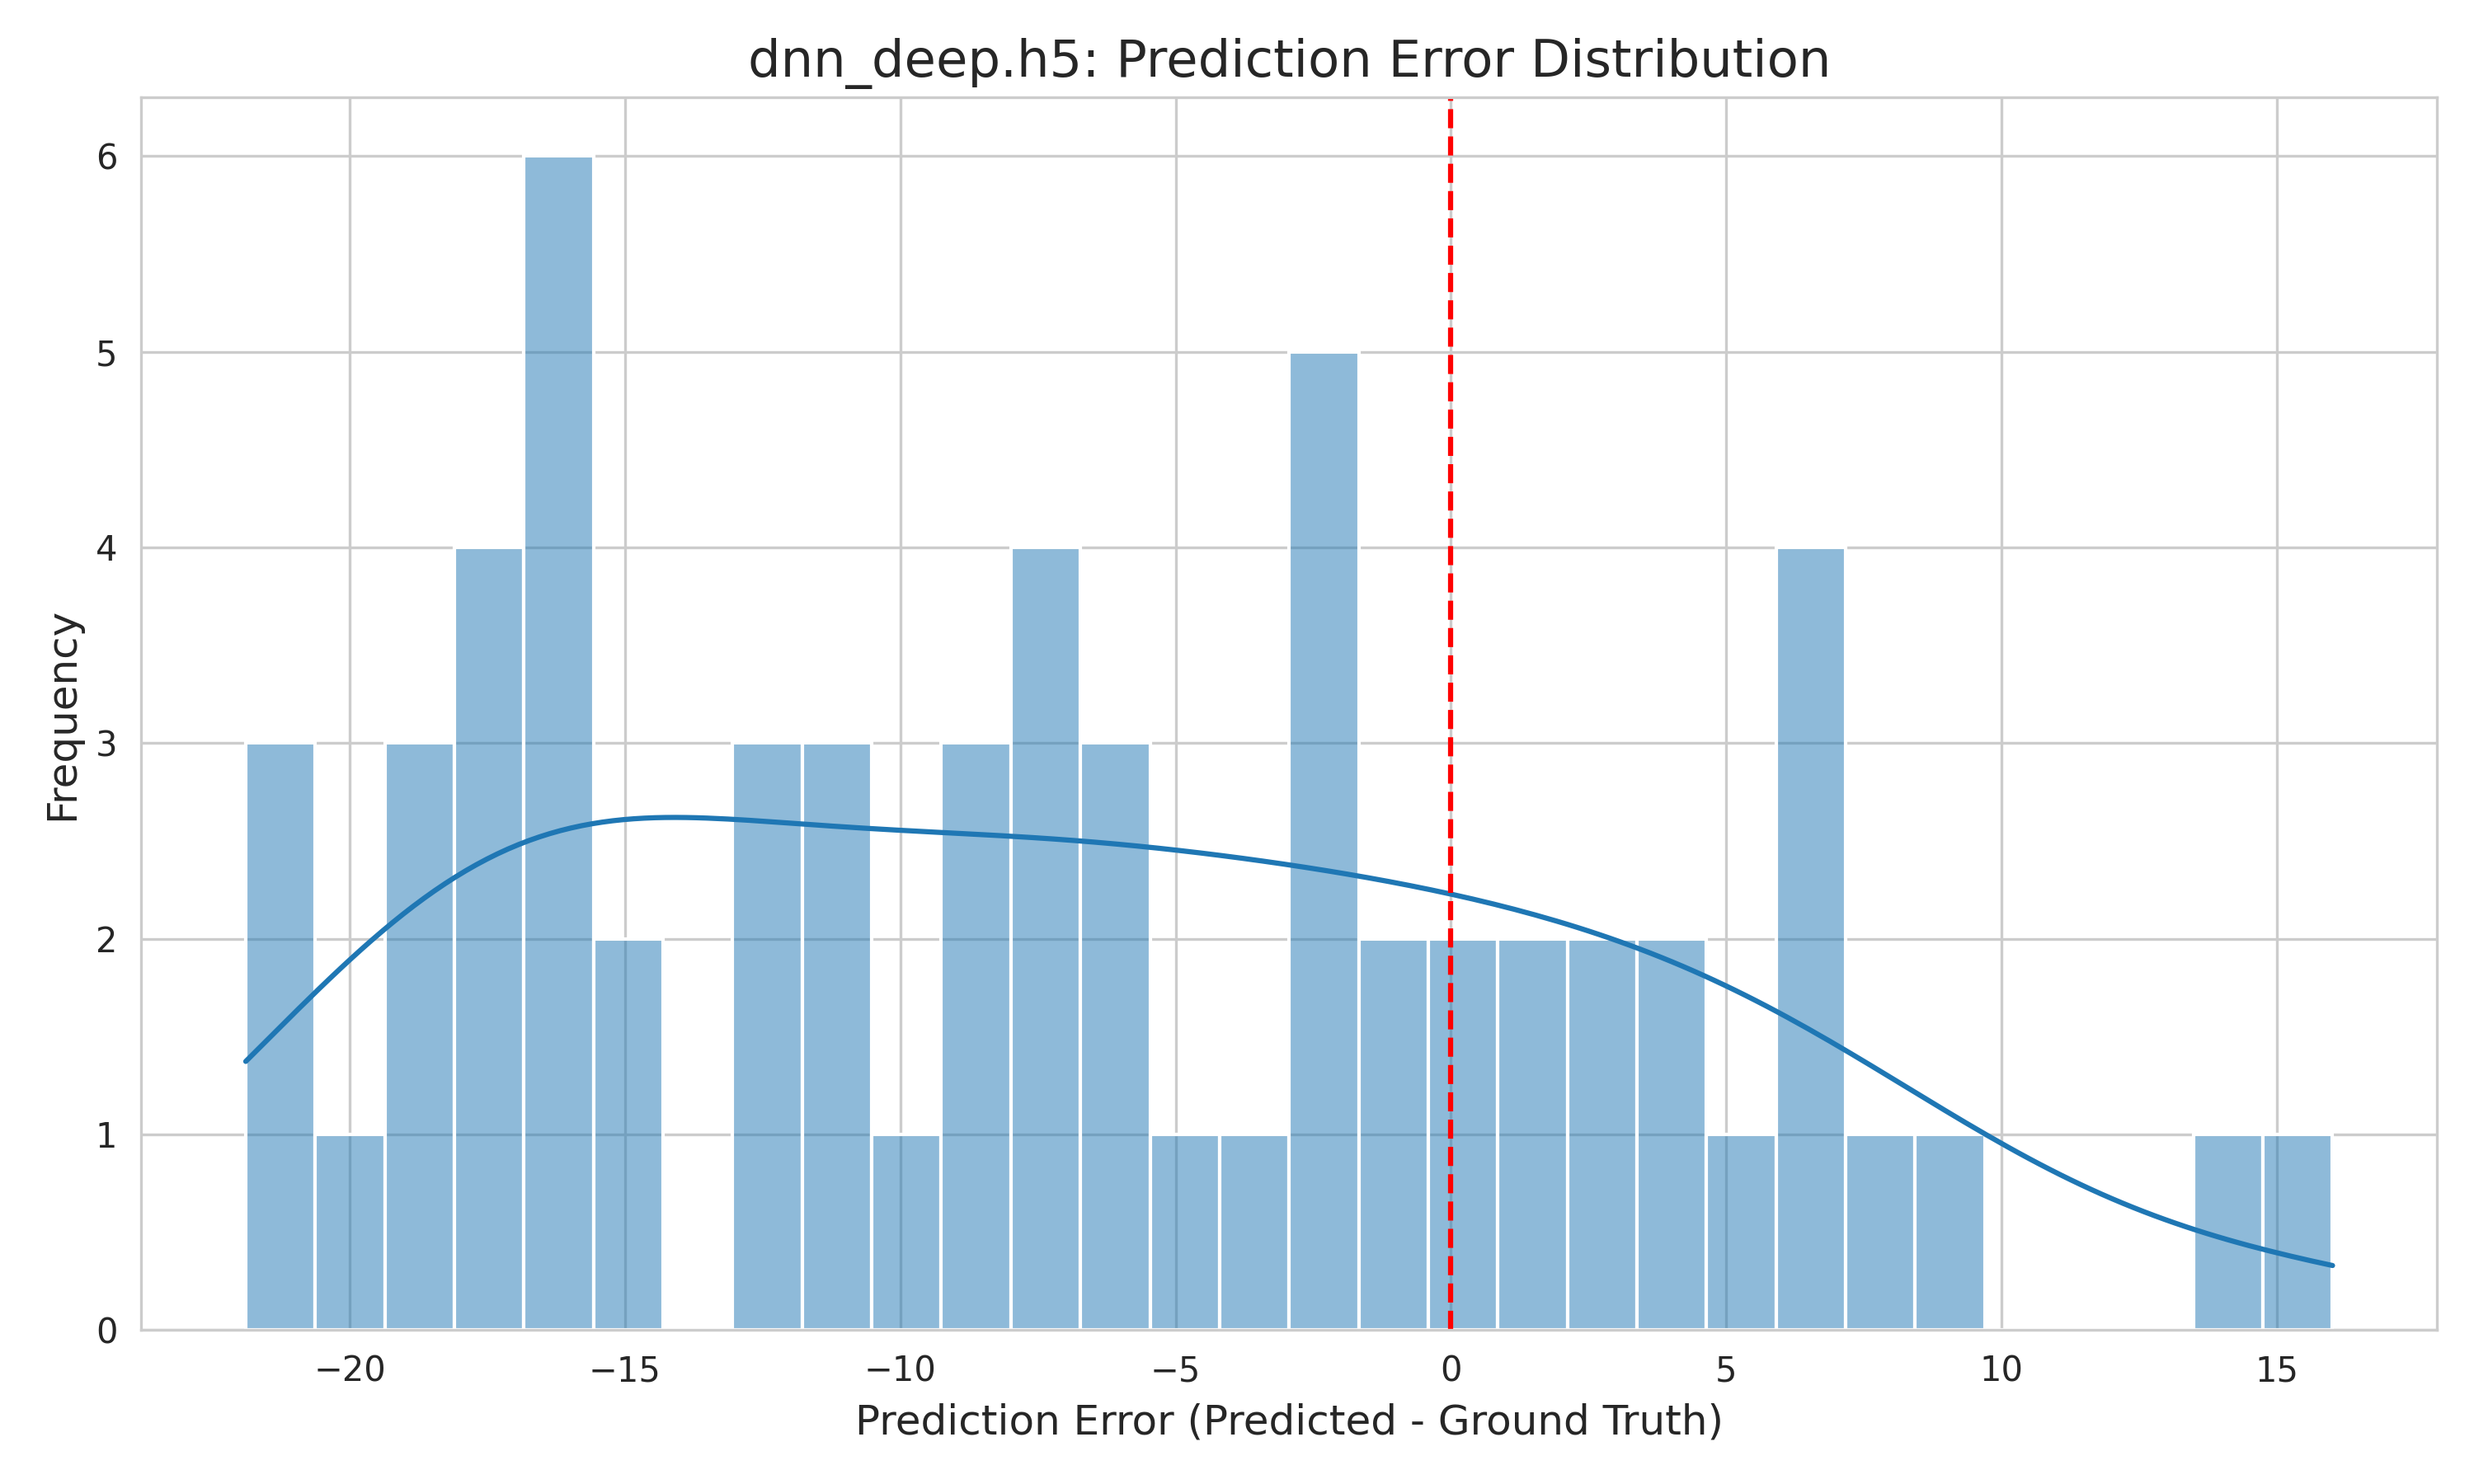 dnn_deep.h5: Prediction Error Distribution
Frequency
6
5
4
3
2
1
0
−20 −15 −10 −5 0 5 10 15
Prediction Error (Predicted - Ground Truth)